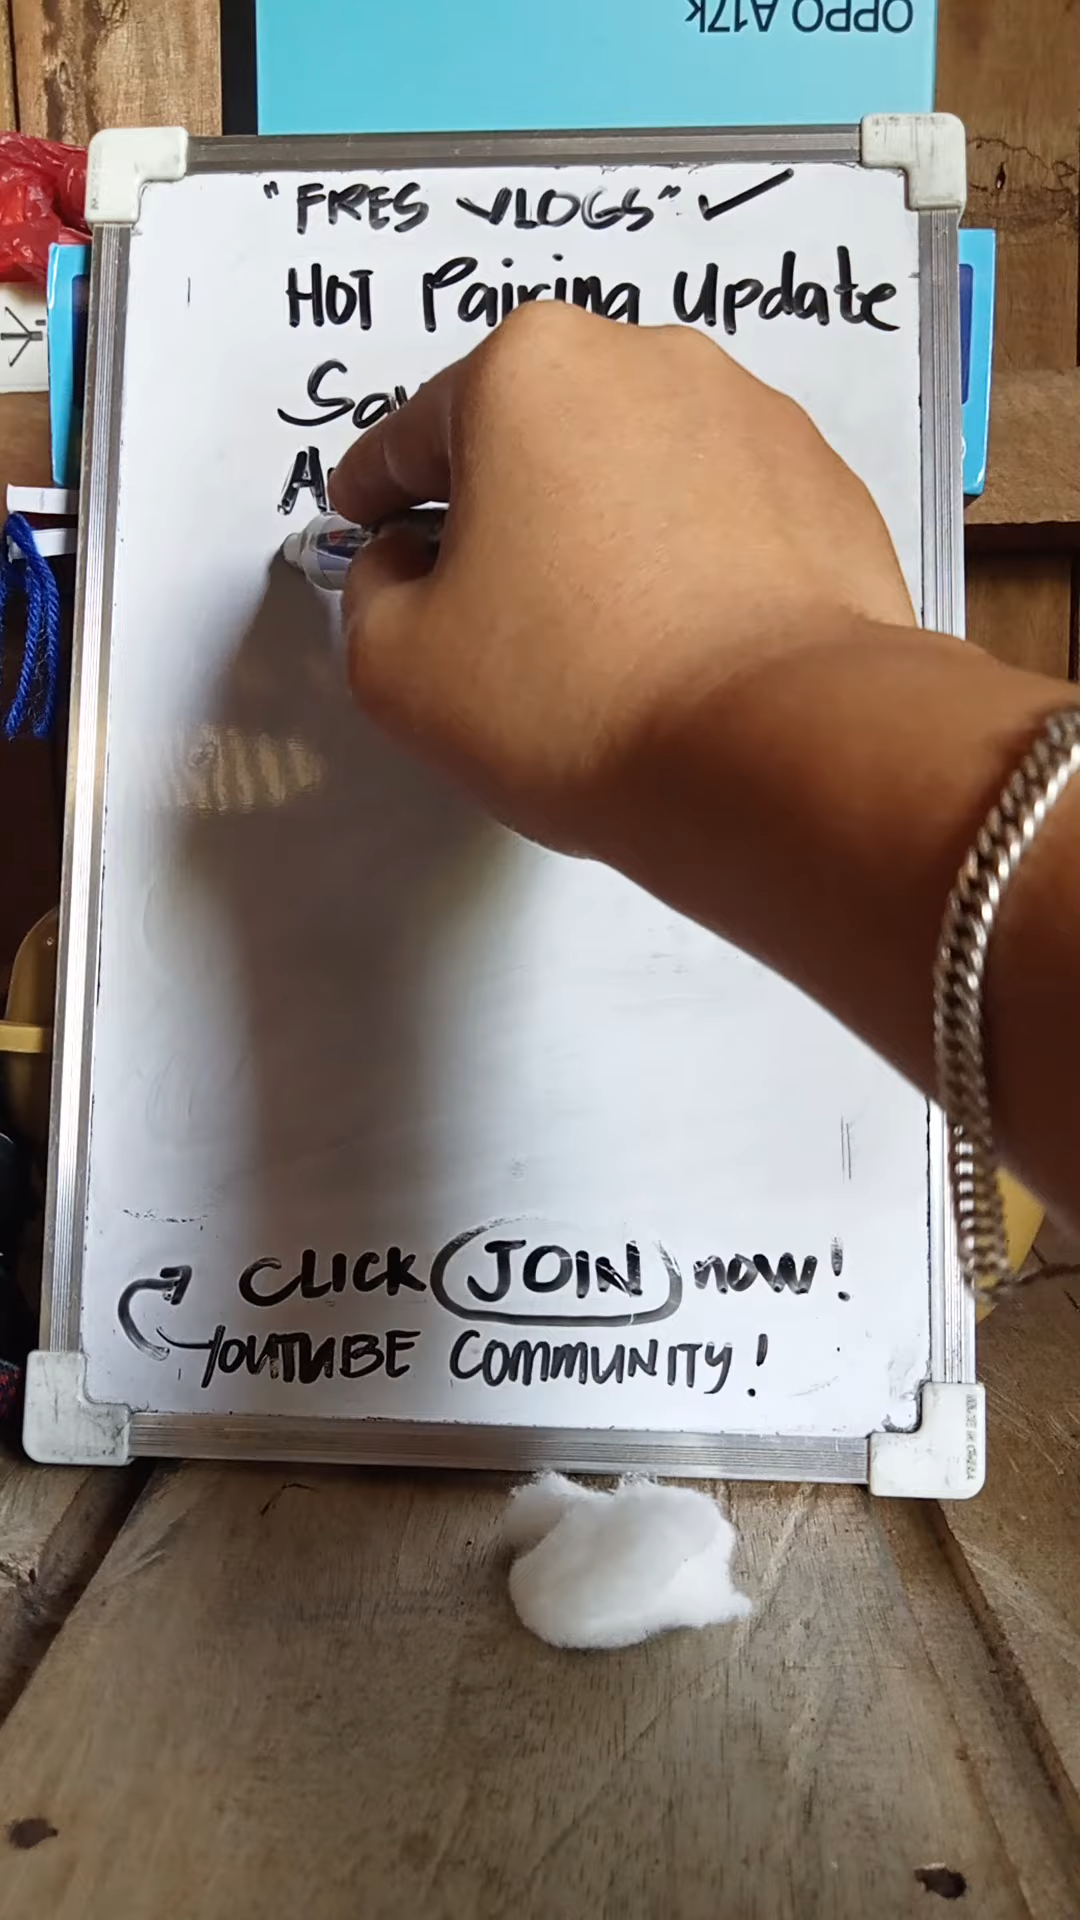 OPPO A17k
"FRES VLOGS" ✓
HOT Pairing Update
CLICK JOIN now!
YOUTUBE COMMUNITY!